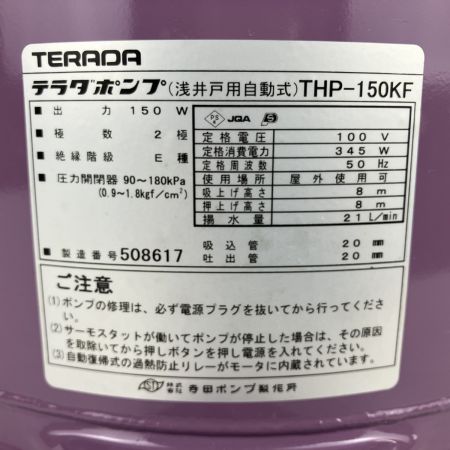 TERADA
テラダポンプ(浅井戸用自動式)THP-150KF
■出力 150W
■極数 2極
■絶縁階級 E種
■圧力開閉器 90～180kPa
(0.9～1.8kgf/cm²)
■製造番号 508617
PSE JQA
定格電圧 100 V
定格消費電力 345 W
定格周波数 50 Hz
使用場所 屋外使用可
吸上げ高さ 8 m
押上げ高さ 8 m
揚水量 21 L/min
吸込管 20 mm
吐出管 20 mm
ご注意
(1)ポンプの修理は、必ず電源プラグを抜いてから行ってくださ
い。
(2)サーモスタットが働いてポンプが停止した場合は、その原因
を取除いてから押しボタンを押し電源を入れてください。
(3)自動復帰式の過熱防止リレーがモータに内蔵されています。
株式会社 寺田ポンプ製作所